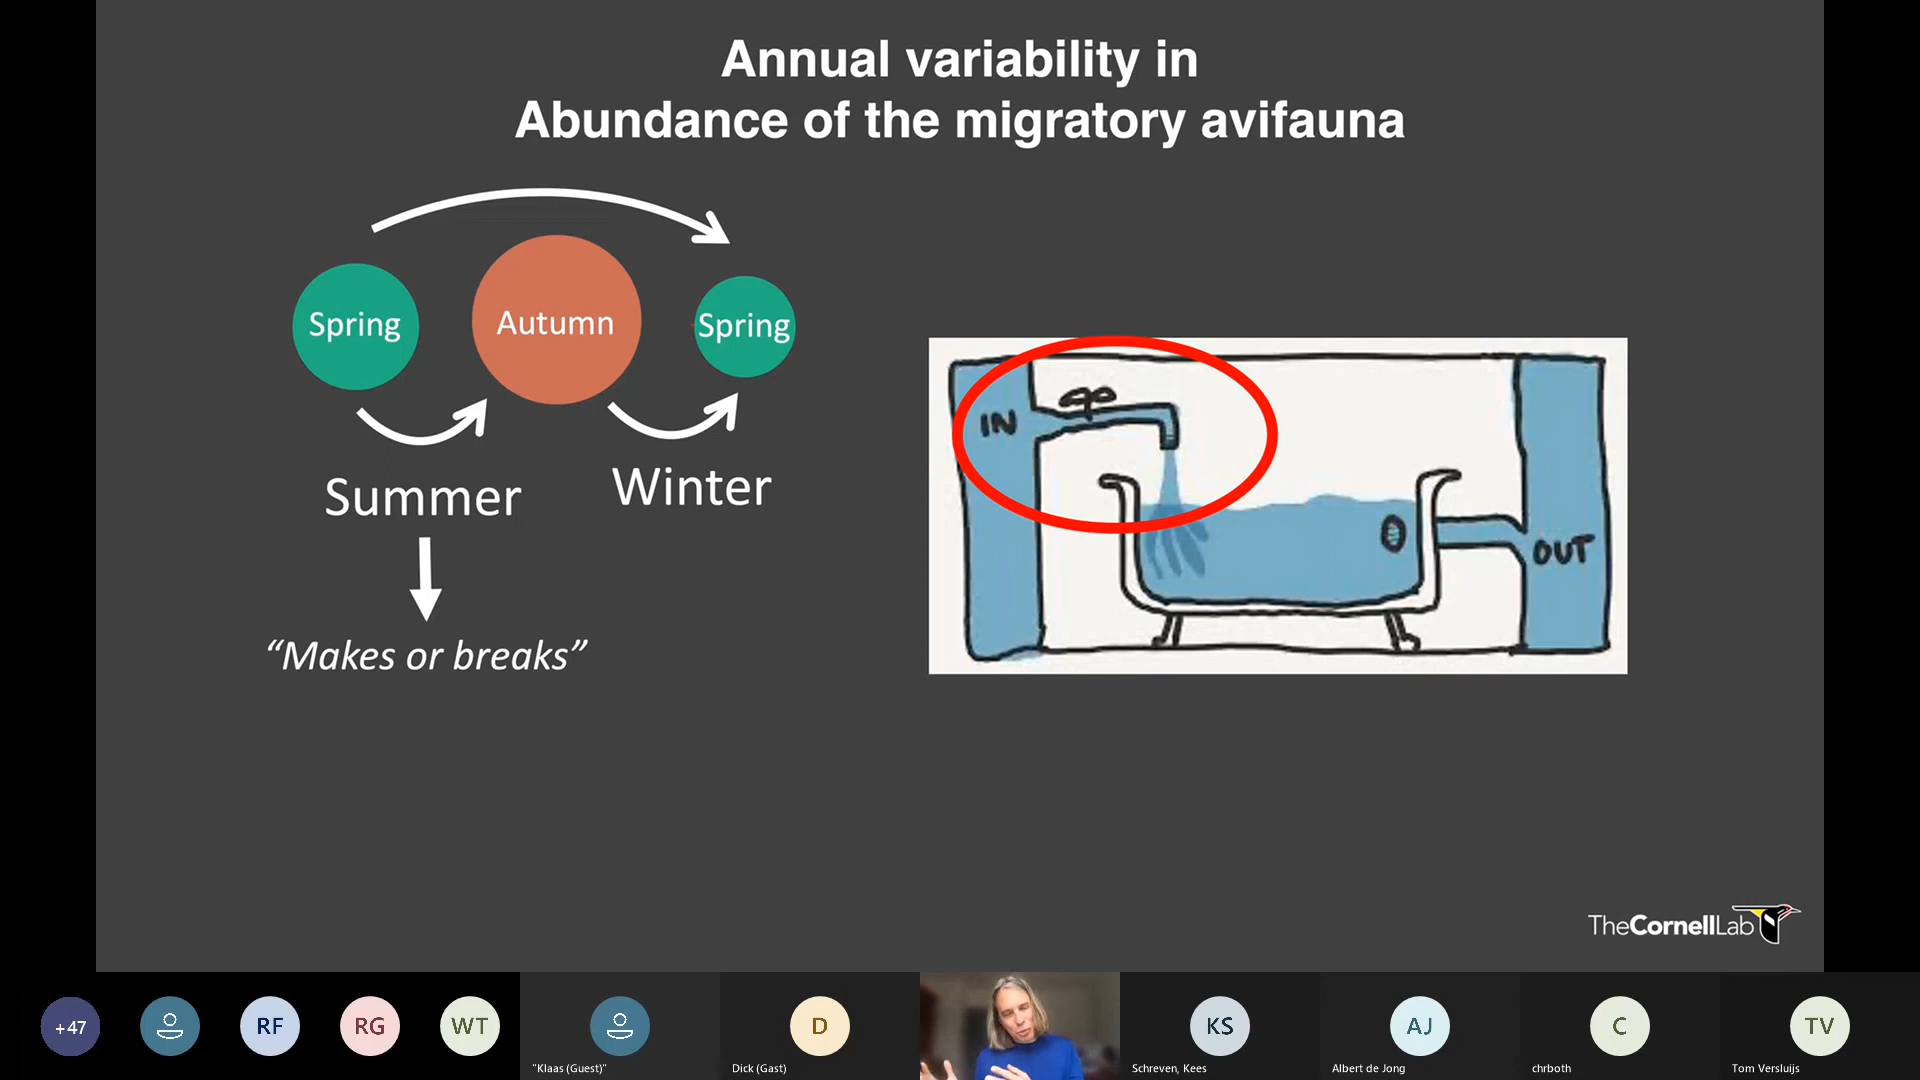 Annual variability in
Abundance of the migratory avifauna
Spring
Autumn
Spring
Summer
Winter
“Makes or breaks”
IN
OUT
TheCornellLab
+47
RF
RG
WT
"Klaas (Guest)"
D
Dick (Gast)
KS
Schreven, Kees
AJ
Albert de Jong
C
chrboth
TV
Tom Versluijs